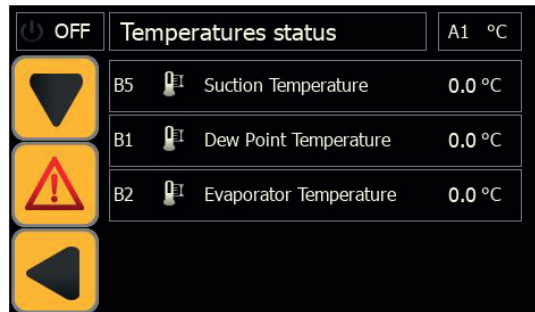 OFF Temperatures status A1 °C
B5 Suction Temperature 0.0 °C
B1 Dew Point Temperature 0.0 °C
B2 Evaporator Temperature 0.0 °C